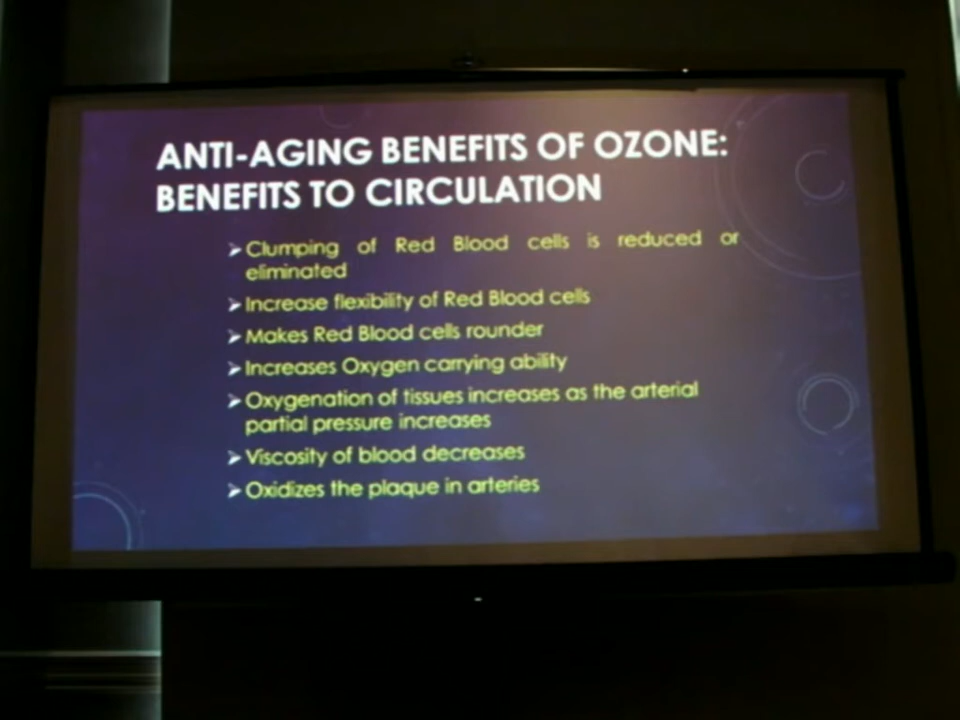 ANTI-AGING BENEFITS OF OZONE:
BENEFITS TO CIRCULATION
Clumping of Red Blood cells is reduced or
eliminated
Increase flexibility of Red Blood cells
Makes Red Blood cells rounder
Increases Oxygen carrying ability
Oxygenation of tissues increases as the arterial
partial pressure increases
Viscosity of blood decreases
Oxidizes the plaque in arteries